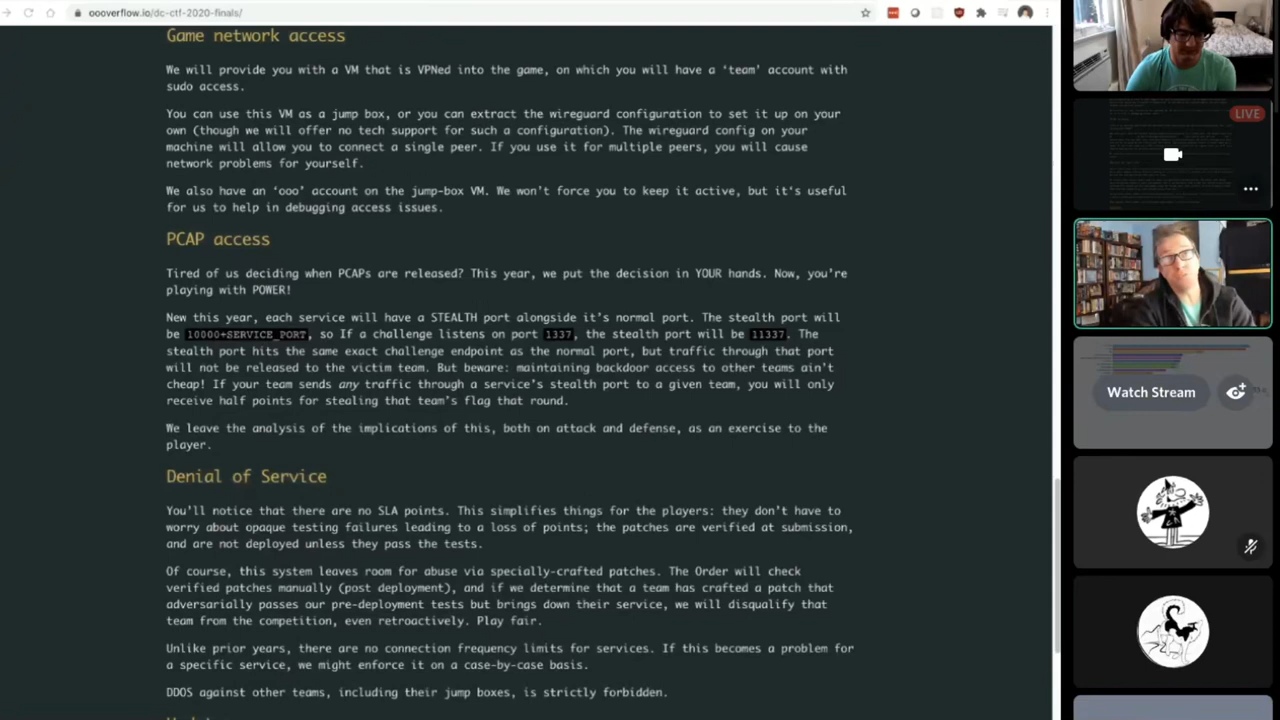 oooverflow.io/dc-ctf-2020-finals/
Game network access
We will provide you with a VM that is VPNed into the game, on which you will have a ‘team’ account with
sudo access.
You can use this VM as a jump box, or you can extract the wireguard configuration to set it up on your
own (though we will offer no tech support for such a configuration). The wireguard config on your
machine will allow you to connect a single peer. If you use it for multiple peers, you will cause
network problems for yourself.
We also have an ‘ooo’ account on the jump-box VM. We won’t force you to keep it active, but it’s useful
for us to help in debugging access issues.
PCAP access
Tired of us deciding when PCAPs are released? This year, we put the decision in YOUR hands. Now, you’re
playing with POWER!
New this year, each service will have a STEALTH port alongside it’s normal port. The stealth port will
be 10000+SERVICE_PORT, so If a challenge listens on port 1337, the stealth port will be 11337. The
stealth port hits the same exact challenge endpoint as the normal port, but traffic through that port
will not be released to the victim team. But beware: maintaining backdoor access to other teams ain’t
cheap! If your team sends any traffic through a service’s stealth port to a given team, you will only
receive half points for stealing that team’s flag that round.
We leave the analysis of the implications of this, both on attack and defense, as an exercise to the
player.
Denial of Service
You’ll notice that there are no SLA points. This simplifies things for the players: they don’t have to
worry about opaque testing failures leading to a loss of points; the patches are verified at submission,
and are not deployed unless they pass the tests.
Of course, this system leaves room for abuse via specially-crafted patches. The Order will check
verified patches manually (post deployment), and if we determine that a team has crafted a patch that
adversarially passes our pre-deployment tests but brings down their service, we will disqualify that
team from the competition, even retroactively. Play fair.
Unlike prior years, there are no connection frequency limits for services. If this becomes a problem for
a specific service, we might enforce it on a case-by-case basis.
DDOS against other teams, including their jump boxes, is strictly forbidden.
LIVE
Watch Stream